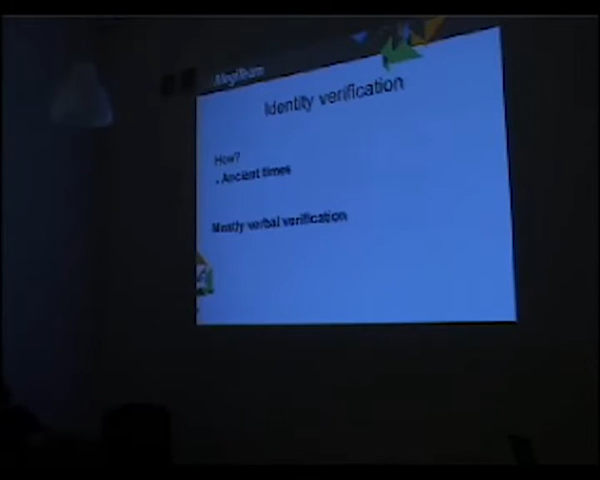 Identity verification
How?
- Ancient times
Mostly verbal verification